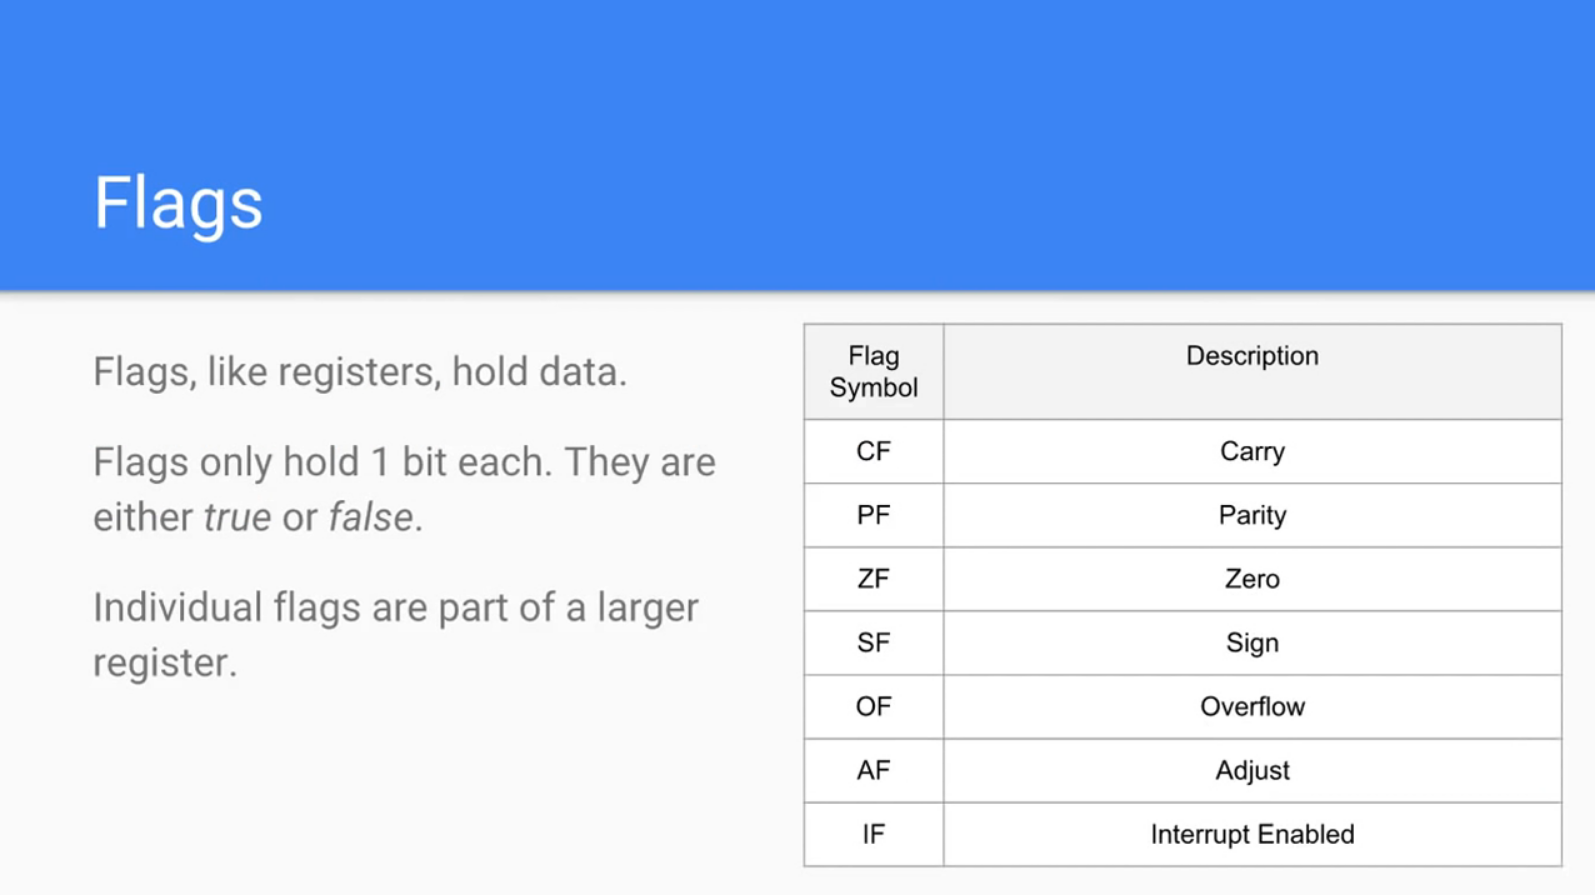 Flags
Flags, like registers, hold data.
Flags only hold 1 bit each. They are
either true or false.
Individual flags are part of a larger
register.
Flag
Symbol
Description
CF Carry
PF Parity
ZF Zero
SF Sign
OF Overflow
AF Adjust
IF Interrupt Enabled